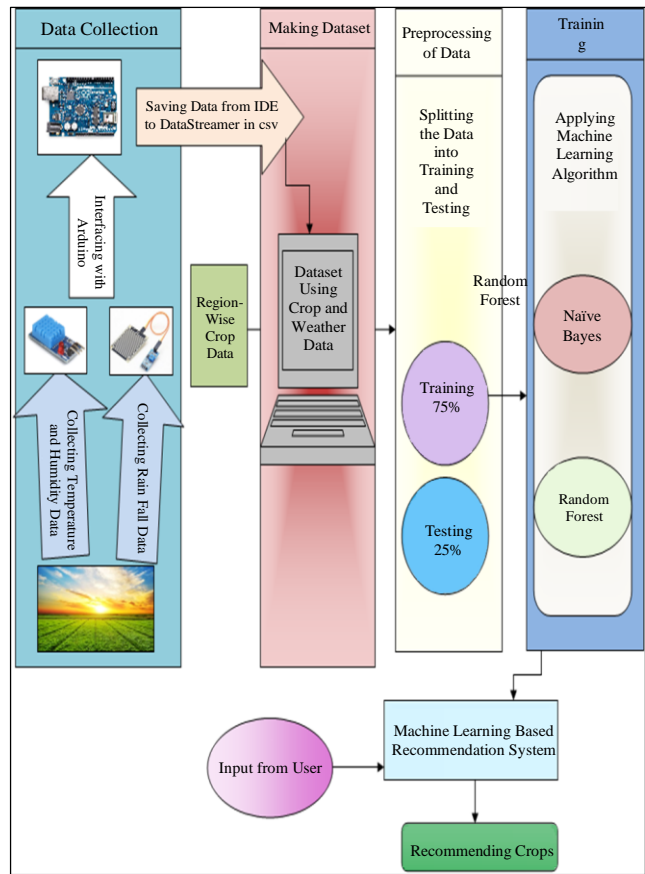 Data Collection
Making Dataset
Preprocessing
of Data
Trainin
g
Saving Data from IDE
to DataStreamer in csv
Interfacing with
Arduino
Collecting Temperature
and Humidity Data
Collecting Rain Fall Data
Region-
Wise
Crop
Data
Dataset
Using
Crop and
Weather
Data
Splitting
the Data
into
Training
and
Testing
Random
Forest
Training
75%
Testing
25%
Applying
Machine
Learning
Algorithm
Naïve
Bayes
Random
Forest
Input from User
Machine Learning Based
Recommendation System
Recommending Crops